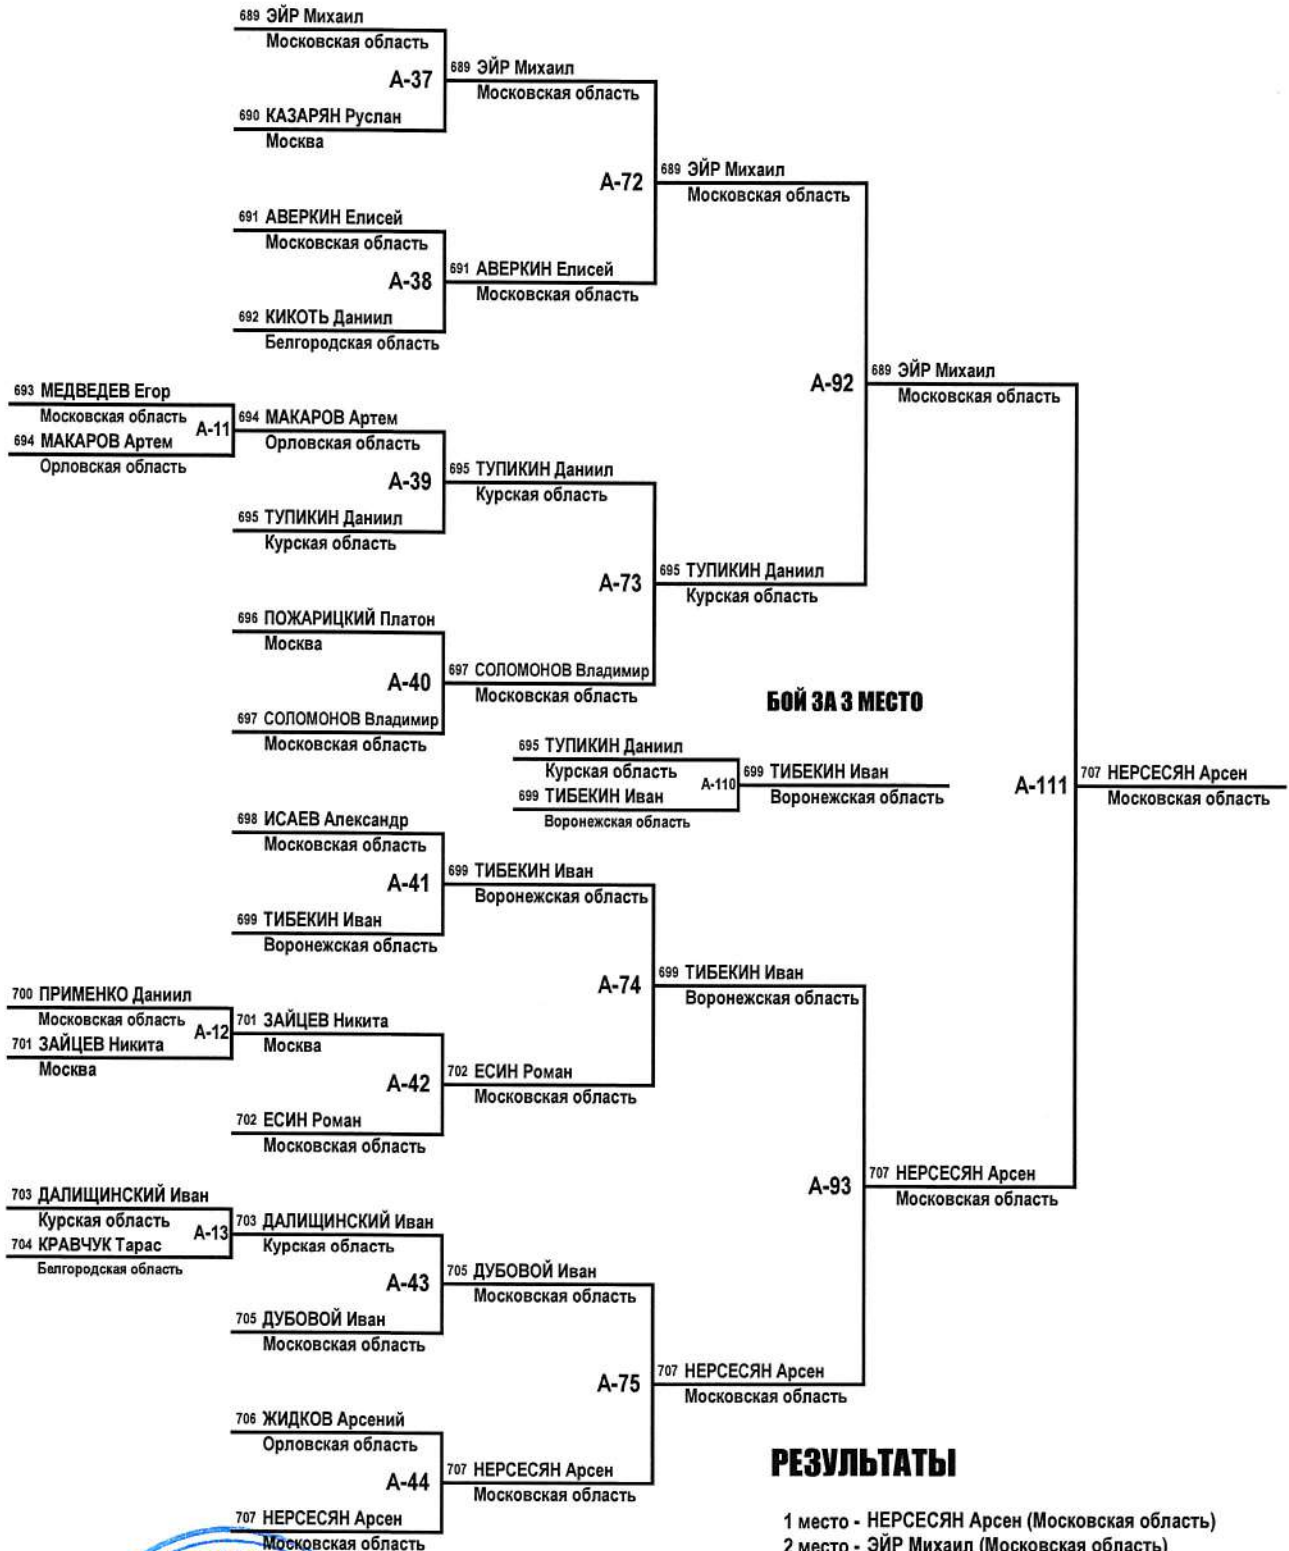 689 ЭЙР Михаил
Московская область
А-37
689 ЭЙР Михаил
Московская область
690 КАЗАРЯН Руслан
Москва
А-72
689 ЭЙР Михаил
Московская область
691 АВЕРКИН Елисей
Московская область
А-38
691 АВЕРКИН Елисей
Московская область
692 КИКОТЬ Даниил
Белгородская область
А-92
689 ЭЙР Михаил
Московская область
693 МЕДВЕДЕВ Егор
Московская область
А-11
694 МАКАРОВ Артем
Орловская область
694 МАКАРОВ Артем
Орловская область
А-39
695 ТУПИКИН Даниил
Курская область
695 ТУПИКИН Даниил
Курская область
А-73
695 ТУПИКИН Даниил
Курская область
696 ПОЖАРИЦКИЙ Платон
Москва
А-40
697 СОЛОМОНОВ Владимир
Московская область
697 СОЛОМОНОВ Владимир
Московская область
БОЙ ЗА 3 МЕСТО
695 ТУПИКИН Даниил
Курская область
А-110
699 ТИБЕКИН Иван
Воронежская область
699 ТИБЕКИН Иван
Воронежская область
А-111
707 НЕРСЕСЯН Арсен
Московская область
698 ИСАЕВ Александр
Московская область
А-41
699 ТИБЕКИН Иван
Воронежская область
699 ТИБЕКИН Иван
Воронежская область
А-74
699 ТИБЕКИН Иван
Воронежская область
700 ПРИМЕНКО Даниил
Московская область
А-12
701 ЗАЙЦЕВ Никита
Москва
701 ЗАЙЦЕВ Никита
Москва
А-42
702 ЕСИН Роман
Московская область
702 ЕСИН Роман
Московская область
А-93
707 НЕРСЕСЯН Арсен
Московская область
703 ДАЛИЩИНСКИЙ Иван
Курская область
А-13
704 КРАВЧУК Тарас
Белгородская область
703 ДАЛИЩИНСКИЙ Иван
Курская область
А-43
705 ДУБОВОЙ Иван
Московская область
705 ДУБОВОЙ Иван
Московская область
А-75
707 НЕРСЕСЯН Арсен
Московская область
706 ЖИДКОВ Арсений
Орловская область
А-44
707 НЕРСЕСЯН Арсен
Московская область
707 НЕРСЕСЯН Арсен
Московская область
РЕЗУЛЬТАТЫ
1 место - НЕРСЕСЯН Арсен (Московская область)
2 место - ЭЙР Михаил (Московская область)